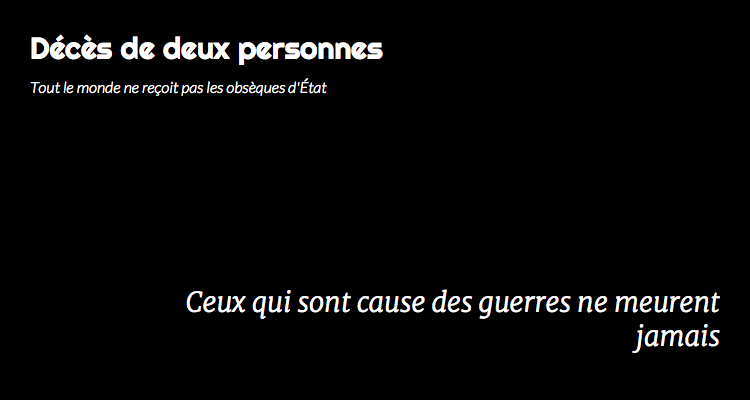 Décès de deux personnes
Tout le monde ne reçoit pas les obsèques d'État
Ceux qui sont cause des guerres ne meurent
jamais